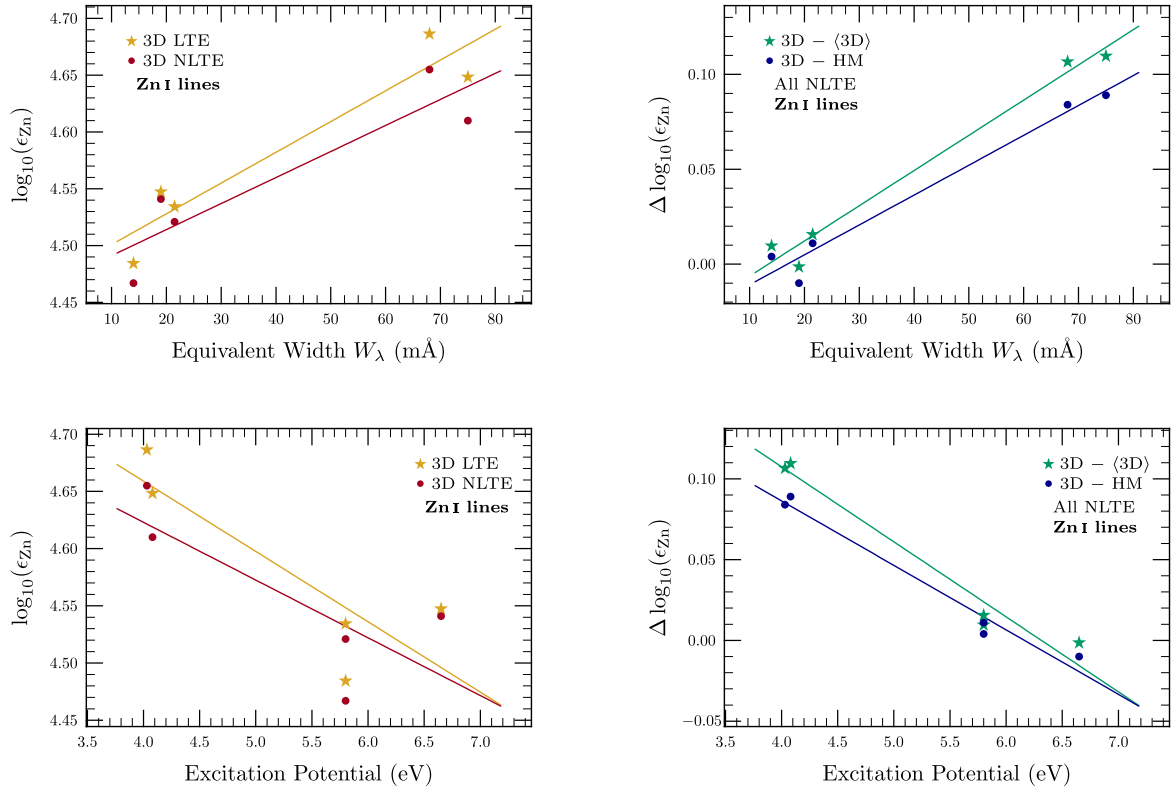 4.70
4.65
4.60
4.55
4.50
4.45
log₁₀(ϵ_Zn)
3D LTE
3D NLTE
Zn I lines
10 20 30 40 50 60 70 80
Equivalent Width W_λ (mÅ)
0.10
0.05
0.00
Δ log₁₀(ϵ_Zn)
3D − ⟨3D⟩
3D − HM
All NLTE
Zn I lines
10 20 30 40 50 60 70 80
Equivalent Width W_λ (mÅ)
4.70
4.65
4.60
4.55
4.50
4.45
log₁₀(ϵ_Zn)
3D LTE
3D NLTE
Zn I lines
3.5 4.0 4.5 5.0 5.5 6.0 6.5 7.0
Excitation Potential (eV)
0.10
0.05
0.00
−0.05
Δ log₁₀(ϵ_Zn)
3D − ⟨3D⟩
3D − HM
All NLTE
Zn I lines
3.5 4.0 4.5 5.0 5.5 6.0 6.5 7.0
Excitation Potential (eV)